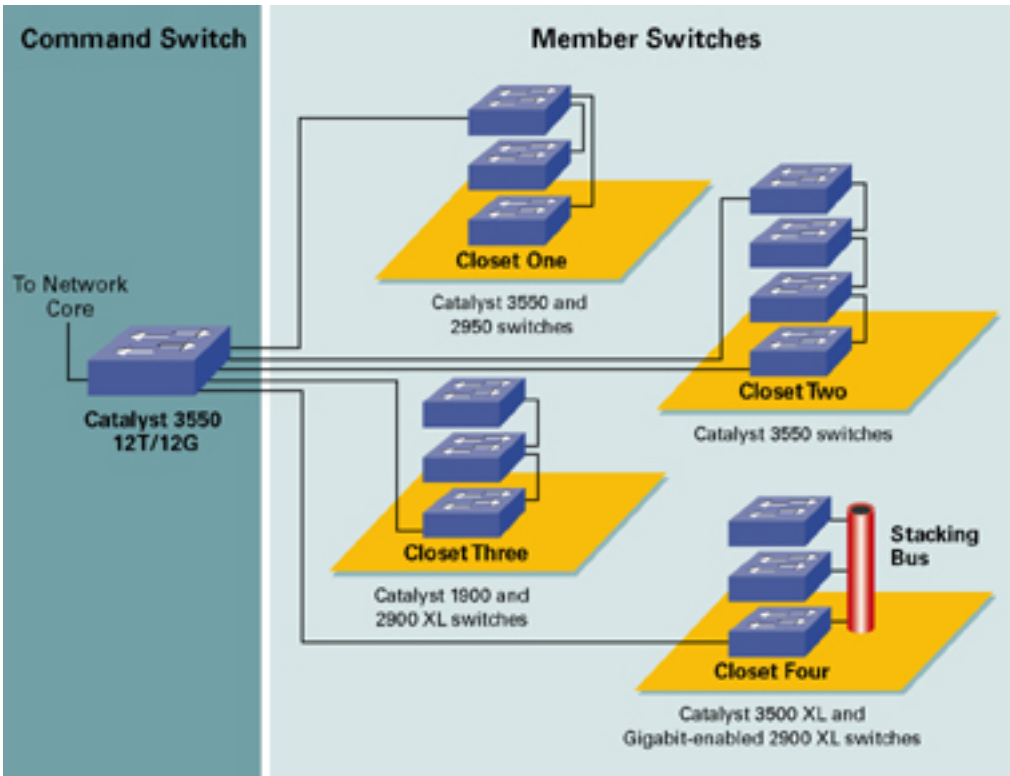 Command Switch
Member Switches
Closet One
Catalyst 3550 and
2950 switches
To Network
Core
Catalyst 3550
12T/12G
Closet Two
Catalyst 3550 switches
Closet Three
Catalyst 1900 and
2900 XL switches
Stacking
Bus
Closet Four
Catalyst 3500 XL and
Gigabit-enabled 2900 XL switches